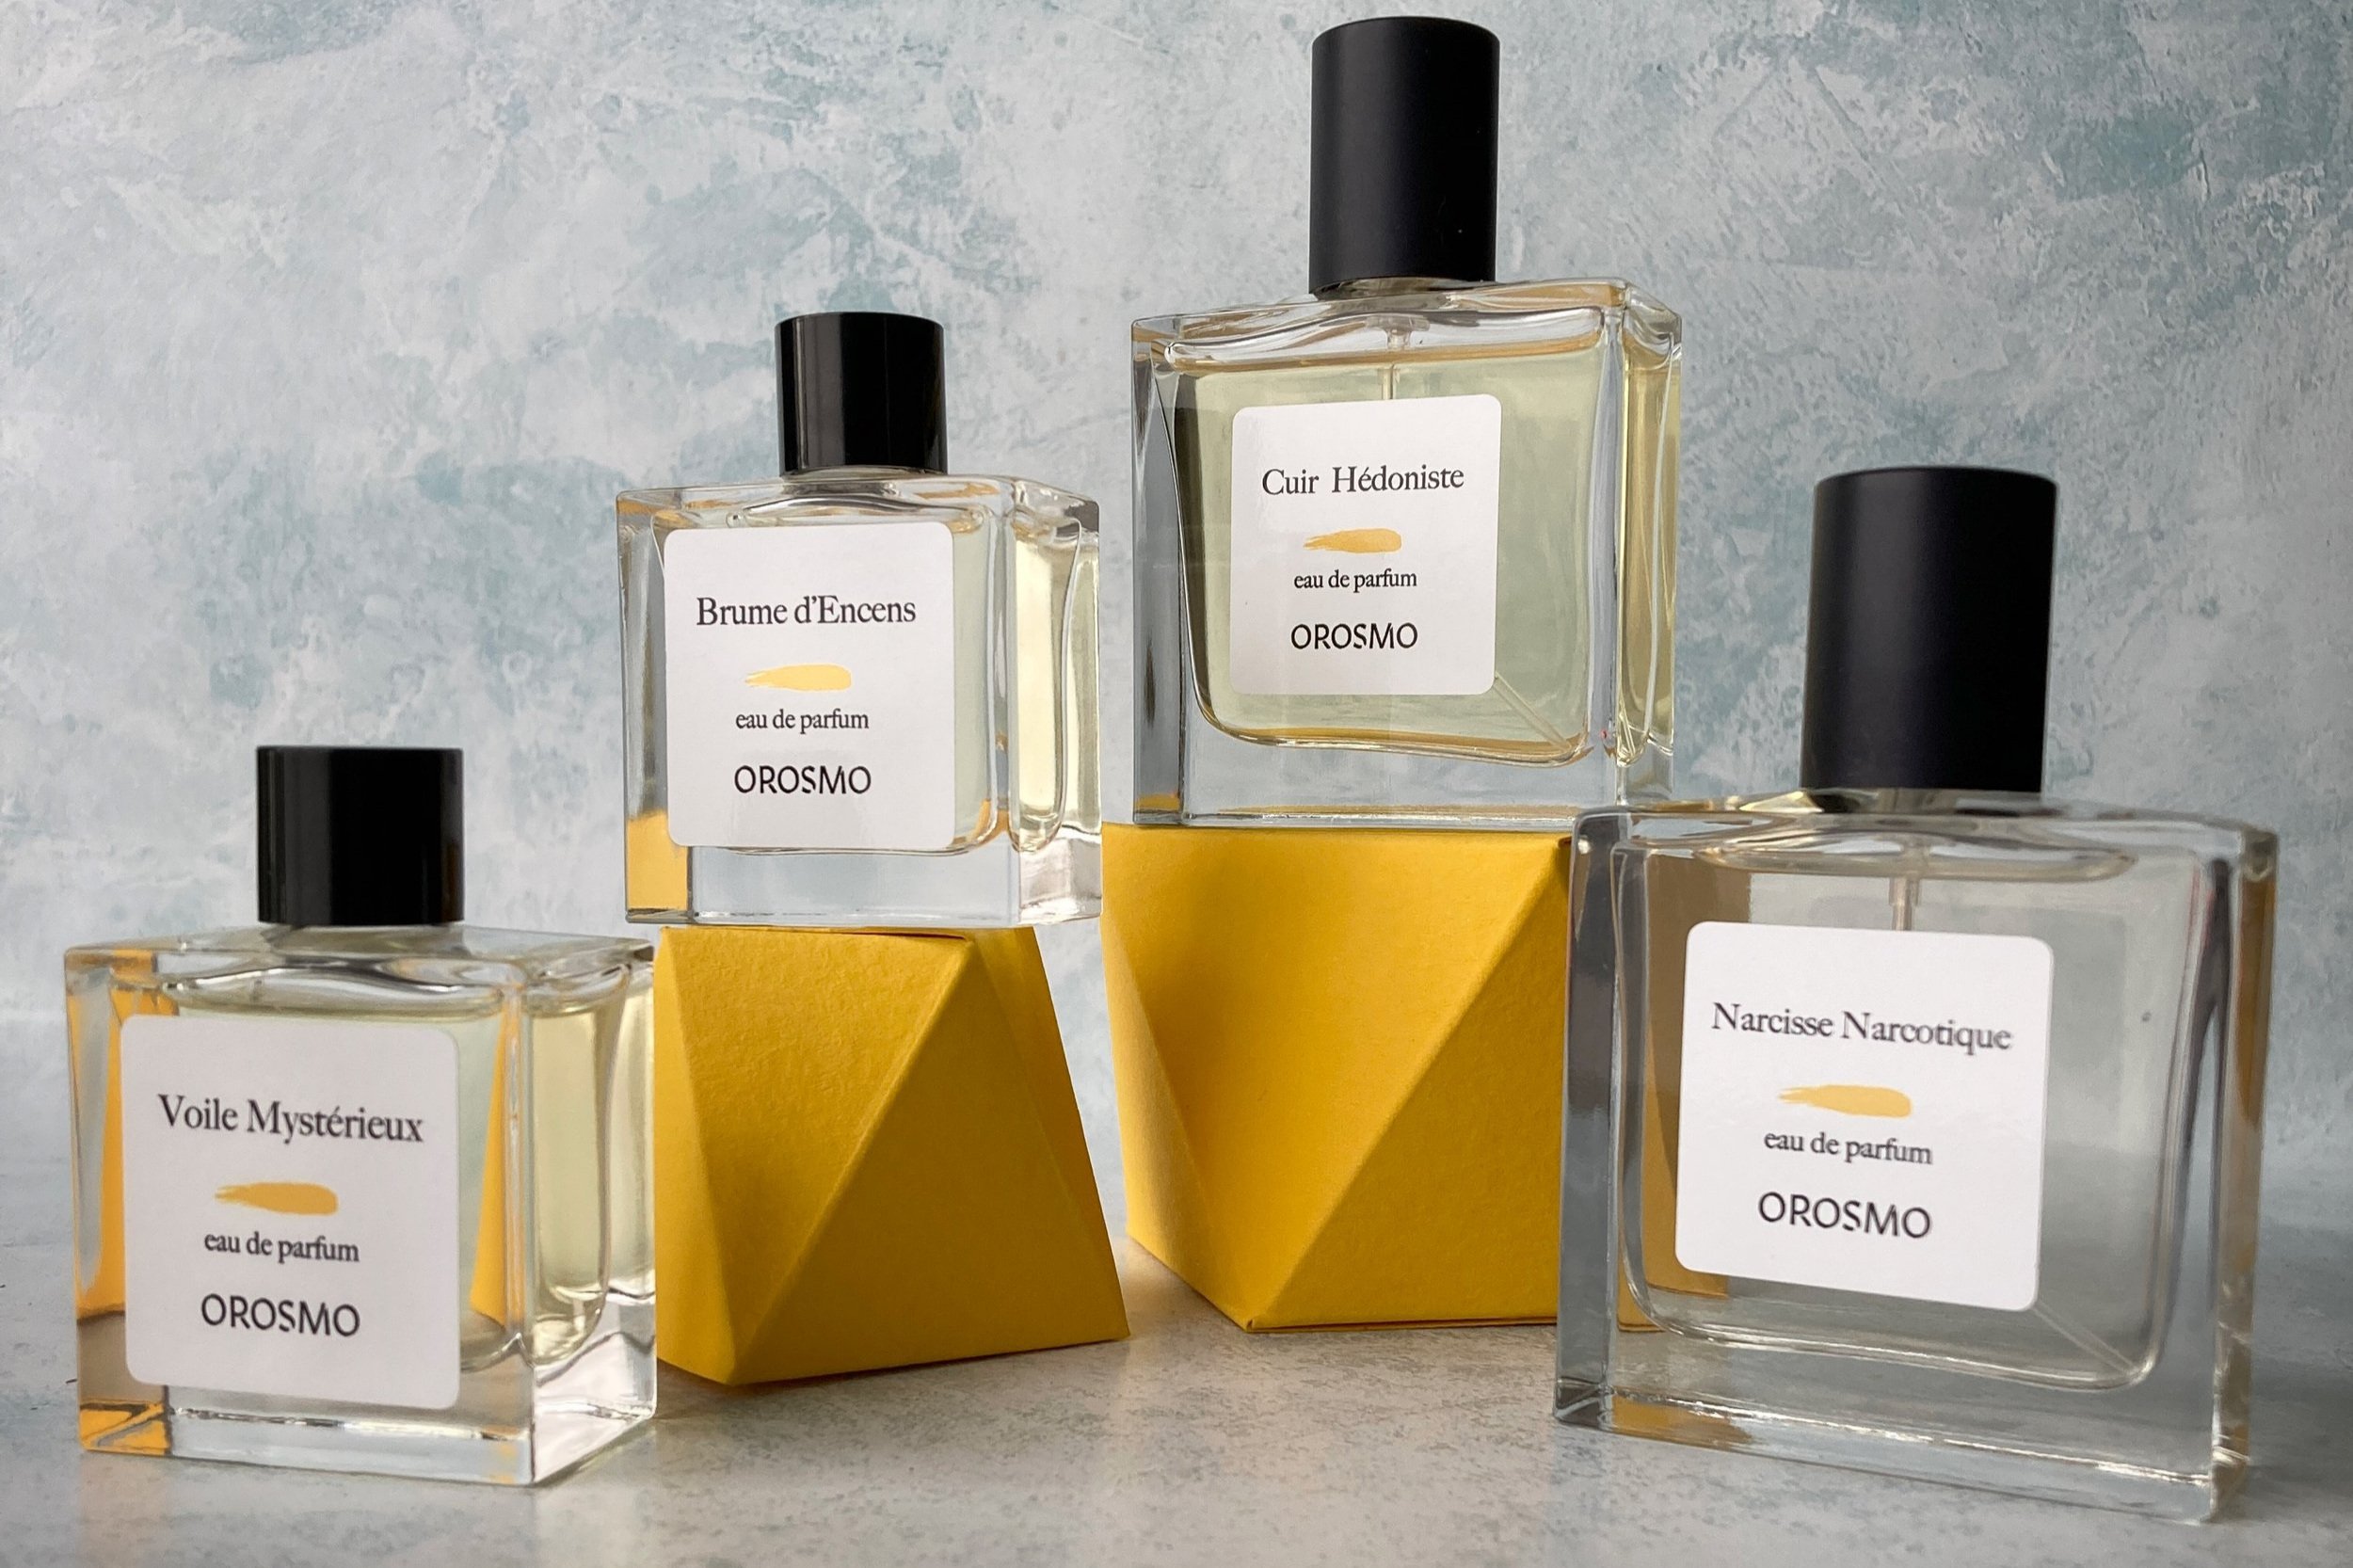 Voile Mystérieux
eau de parfum
OROSMO
Brume d'Encens
eau de parfum
OROSMO
Cuir Hédoniste
eau de parfum
OROSMO
Narcisse Narcotique
eau de parfum
OROSMO